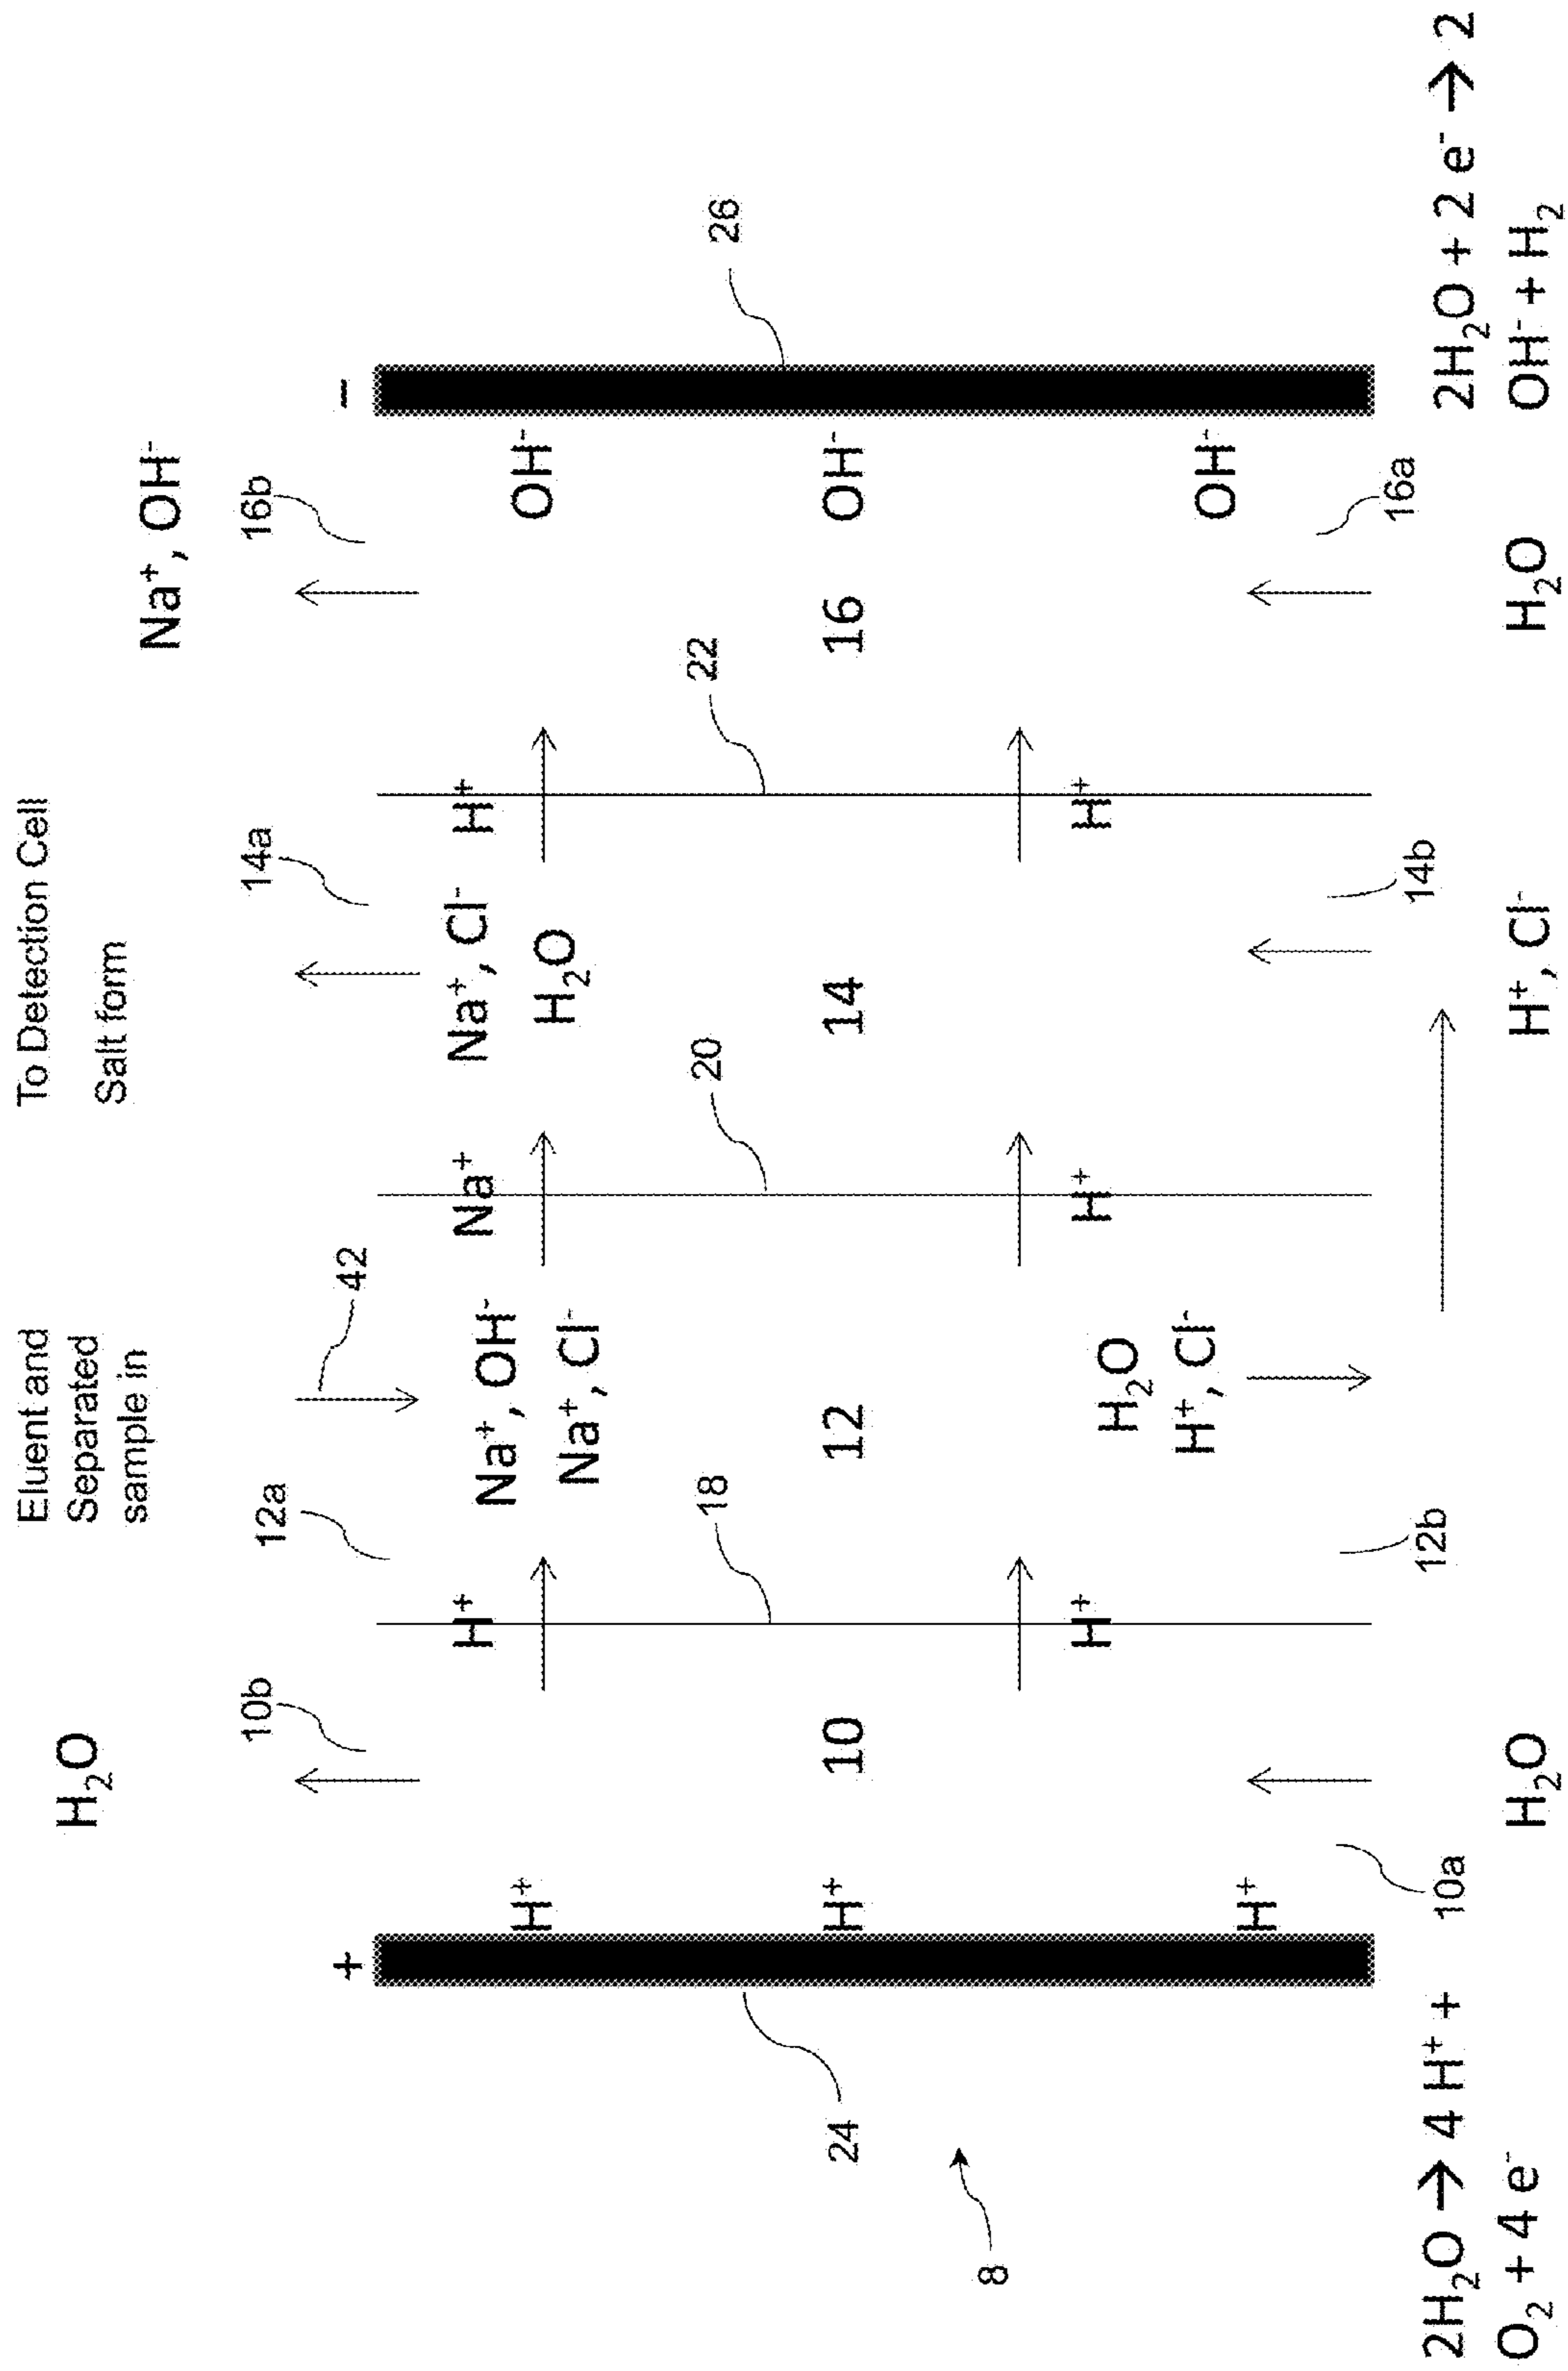 H₂O
Eluent and
Separated
sample in
To Detection Cell
Salt form
Na⁺, OH⁻
10b
12a
42
14a
16b
+
−
H⁺
H⁺
Na⁺, OH⁻
Na⁺, Cl⁻
Na⁺
Na⁺, Cl⁻
H₂O
H⁺
OH⁻
24
18
20
22
26
H⁺
10
12
14
16
OH⁻
8
H⁺
H⁺
H₂O
H⁺, Cl⁻
H⁺
H⁺
OH⁻
10a
12b
14b
16a
2H₂O → 4 H⁺ +
O₂ + 4 e⁻
H₂O
H⁺, Cl⁻
H₂O
2H₂O + 2 e⁻ → 2
OH⁻ + H₂